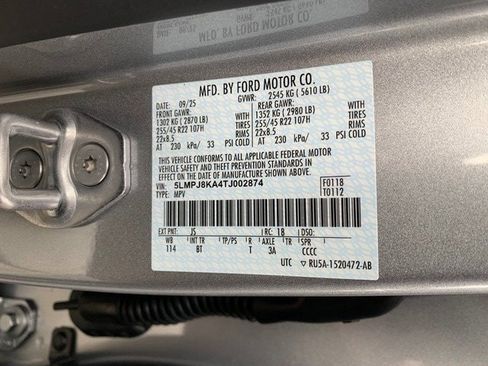 MFD. BY FORD MOTOR CO.
DATE: 09/25 GVWR: 2545 KG ( 5610 LB)
FRONT GAWR: REAR GAWR:
1302 KG ( 2870 LB) 1352 KG ( 2980 LB)
255/45 R22 107H TIRES 255/45 R22 107H TIRES
22x8.5 RIMS 22x8.5 RIMS
AT 230 kPa/ 33 PSI COLD AT 230 kPa/ 33 PSI COLD
THIS VEHICLE CONFORMS TO ALL APPLICABLE FEDERAL MOTOR
VEHICLE SAFETY AND THEFT PREVENTION STANDARDS IN
EFFECT ON THE DATE OF MANUFACTURE SHOWN ABOVE.
VIN: 5LMPJ8KA4TJ002874 F0118
TYPE: MPV T0112
EXT PNT: JS RC: 18 DSO:
WB INT TR TP/PS R AXLE TR SPR
114 BT T 3A CCCC
UTC RU5A-1520472-AB